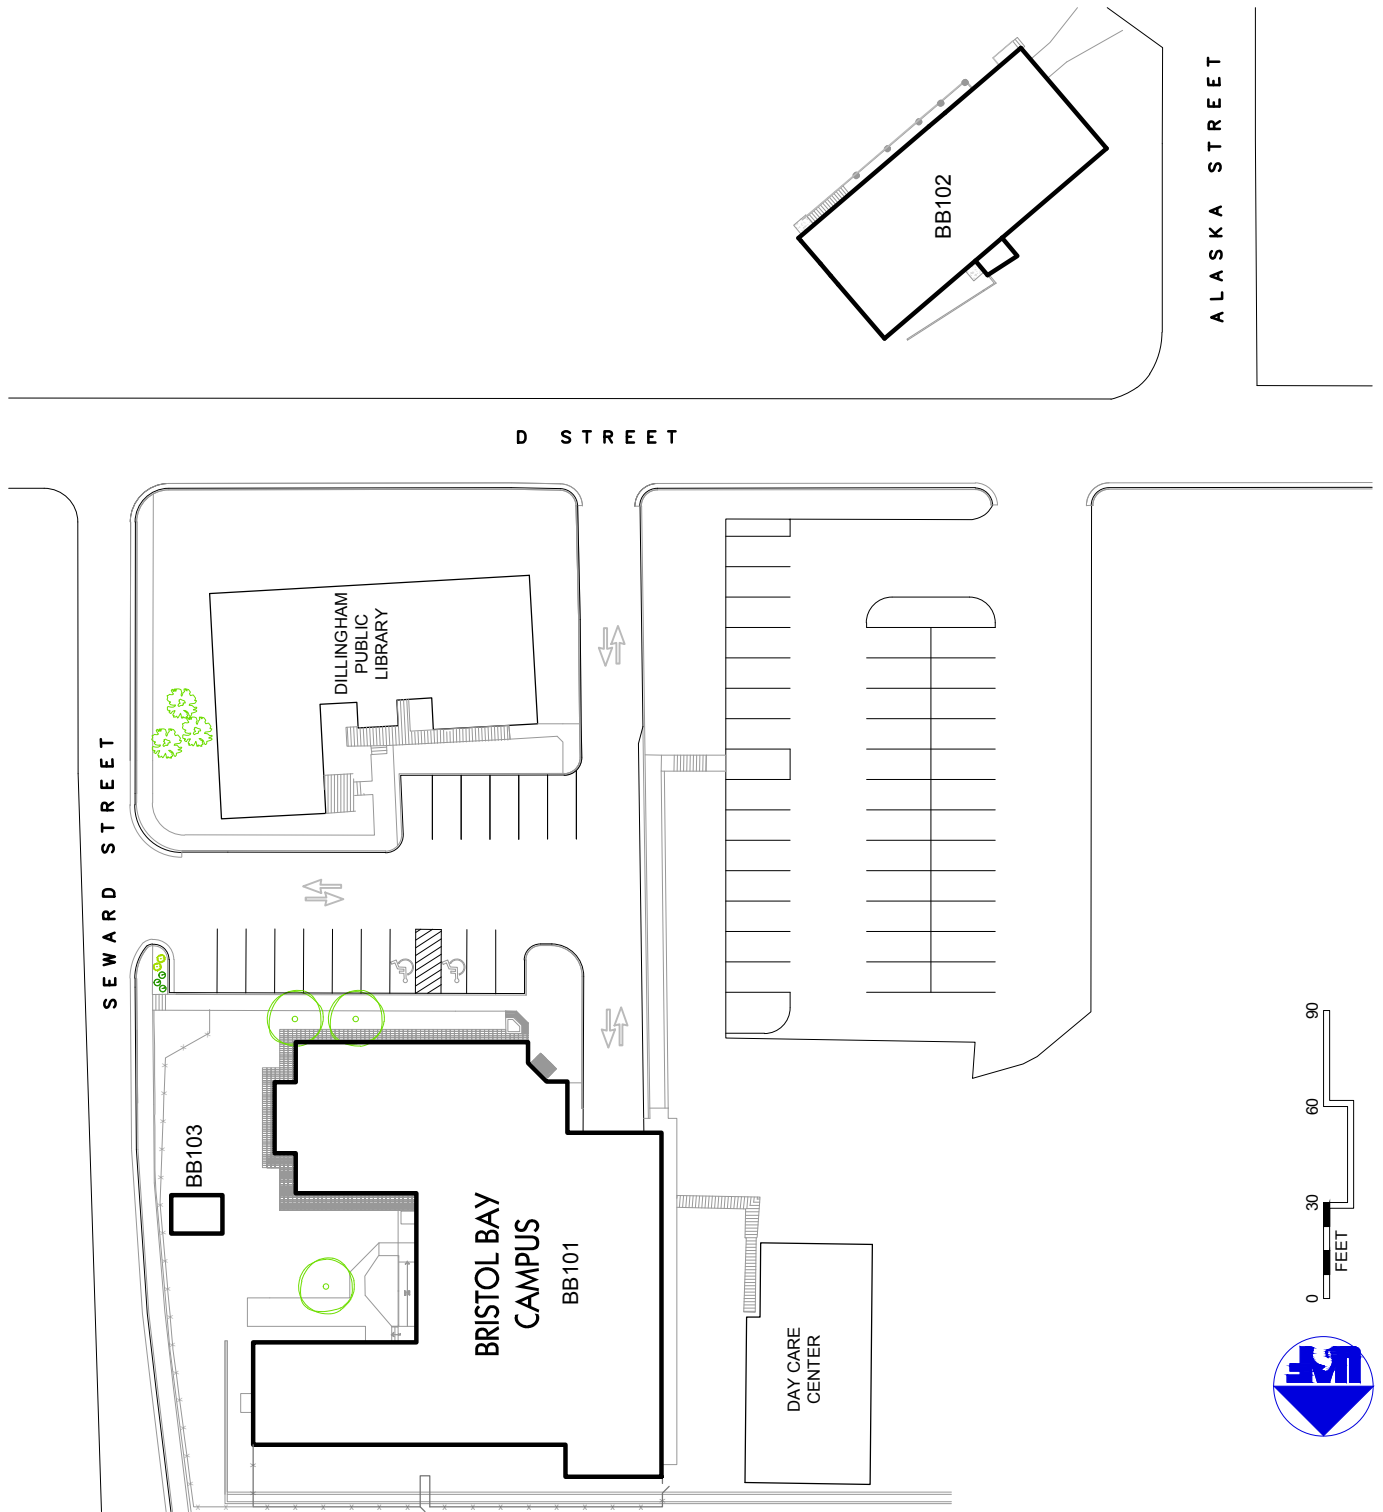 ALASKA STREET
BB102
D STREET
DILLINGHAM
PUBLIC
LIBRARY
SEWARD STREET
BB103
BRISTOL BAY
CAMPUS
BB101
DAY CARE
CENTER
0 30 60 90
FEET
UAF